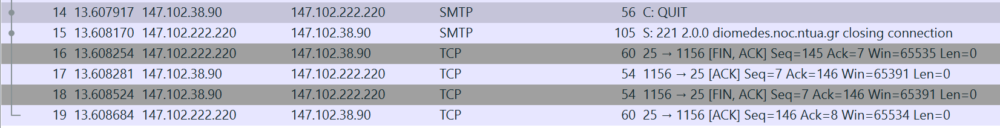 14 13.607917 147.102.38.90 147.102.222.220 SMTP 56 C: QUIT
15 13.608170 147.102.222.220 147.102.38.90 SMTP 105 S: 221 2.0.0 diomedes.noc.ntua.gr closing connection
16 13.608254 147.102.222.220 147.102.38.90 TCP 60 25 → 1156 [FIN, ACK] Seq=145 Ack=7 Win=65535 Len=0
17 13.608281 147.102.38.90 147.102.222.220 TCP 54 1156 → 25 [ACK] Seq=7 Ack=146 Win=65391 Len=0
18 13.608524 147.102.38.90 147.102.222.220 TCP 54 1156 → 25 [FIN, ACK] Seq=7 Ack=146 Win=65391 Len=0
19 13.608684 147.102.222.220 147.102.38.90 TCP 60 25 → 1156 [ACK] Seq=146 Ack=8 Win=65534 Len=0